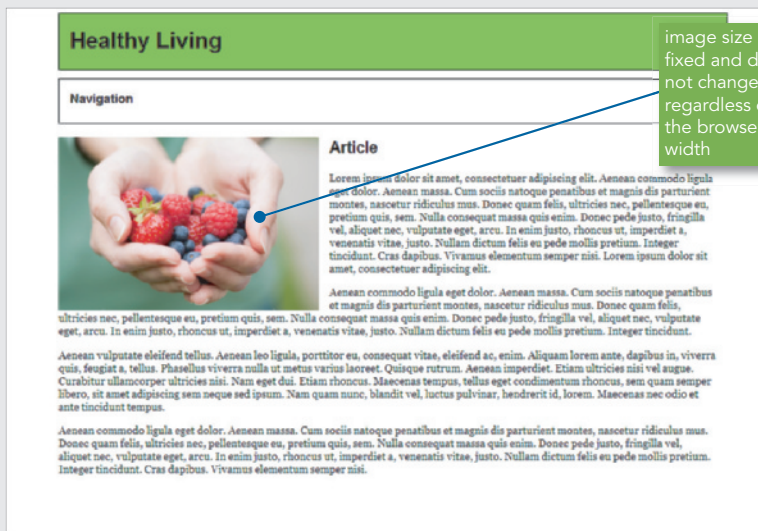 Healthy Living
image size
fixed and d
not change
regardless
the browse
width
Navigation
Article
Lorem ipsum dolor sit amet, consectetuer adipiscing elit. Aenean commodo ligula
eget dolor. Aenean massa. Cum sociis natoque penatibus et magnis dis parturient
montes, nascetur ridiculus mus. Donec quam felis, ultricies nec, pellentesque eu,
pretium quis, sem. Nulla consequat massa quis enim. Donec pede justo, fringilla
vel, aliquet nec, vulputate eget, arcu. In enim justo, rhoncus ut, imperdiet a,
venenatis vitae, justo. Nullam dictum felis eu pede mollis pretium. Integer
tincidunt. Cras dapibus. Vivamus elementum semper nisi. Lorem ipsum dolor sit
amet, consectetuer adipiscing elit.
Aenean commodo ligula eget dolor. Aenean massa. Cum sociis natoque penatibus
et magnis dis parturient montes, nascetur ridiculus mus. Donec quam felis,
ultricies nec, pellentesque eu, pretium quis, sem. Nulla consequat massa quis enim. Donec pede justo, fringilla vel, aliquet nec, vulputate
eget, arcu. In enim justo, rhoncus ut, imperdiet a, venenatis vitae, justo. Nullam dictum felis eu pede mollis pretium. Integer tincidunt.
Aenean vulputate eleifend tellus. Aenean leo ligula, porttitor eu, consequat vitae, eleifend ac, enim. Aliquam lorem ante, dapibus in, viverra
quis, feugiat a, tellus. Phasellus viverra nulla ut metus varius laoreet. Quisque rutrum. Aenean imperdiet. Etiam ultricies nisi vel augue.
Curabitur ullamcorper ultricies nisi. Nam eget dui. Etiam rhoncus. Maecenas tempus, tellus eget condimentum rhoncus, sem quam semper
libero, sit amet adipiscing sem neque sed ipsum. Nam quam nunc, blandit vel, luctus pulvinar, hendrerit id, lorem. Maecenas nec odio et
ante tincidunt tempus.
Aenean commodo ligula eget dolor. Aenean massa. Cum sociis natoque penatibus et magnis dis parturient montes, nascetur ridiculus mus.
Donec quam felis, ultricies nec, pellentesque eu, pretium quis, sem. Nulla consequat massa quis enim. Donec pede justo, fringilla vel,
aliquet nec, vulputate eget, arcu. In enim justo, rhoncus ut, imperdiet a, venenatis vitae, justo. Nullam dictum felis eu pede mollis pretium.
Integer tincidunt. Cras dapibus. Vivamus elementum semper nisi.